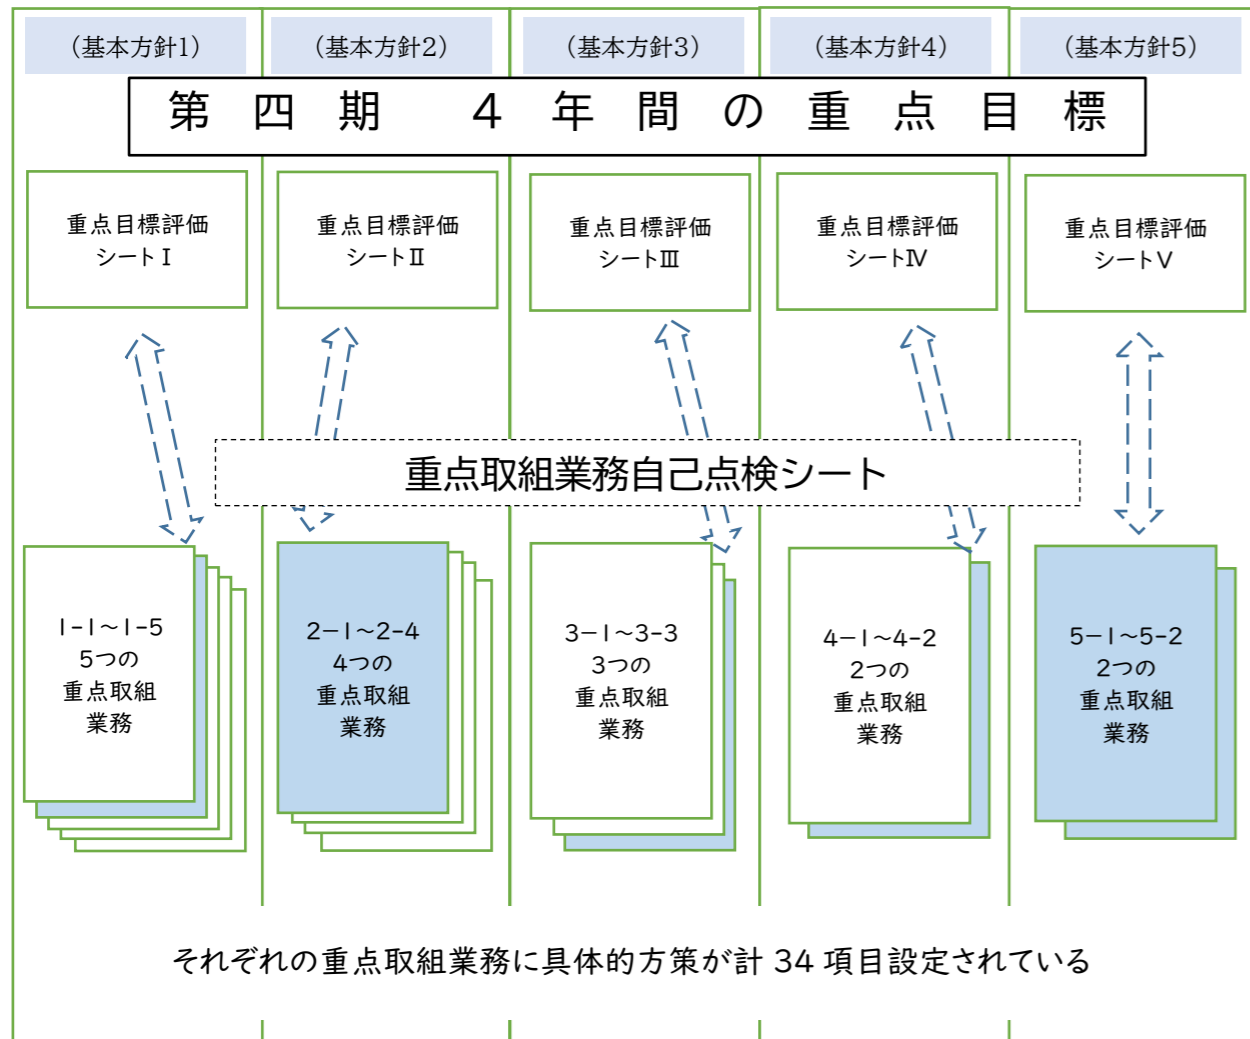 （基本方針1）
（基本方針2）
（基本方針3）
（基本方針4）
（基本方針5）
第四期　４年間の重点目標
重点目標評価
シートⅠ
重点目標評価
シートⅡ
重点目標評価
シートⅢ
重点目標評価
シートⅣ
重点目標評価
シートⅤ
重点取組業務自己点検シート
1-1～1-5
5つの
重点取組
業務
2－1～2-4
4つの
重点取組
業務
3－1～3-3
3つの
重点取組
業務
4－1～4-2
2つの
重点取組
業務
5－1～5-2
2つの
重点取組
業務
それぞれの重点取組業務に具体的方策が計 34 項目設定されている